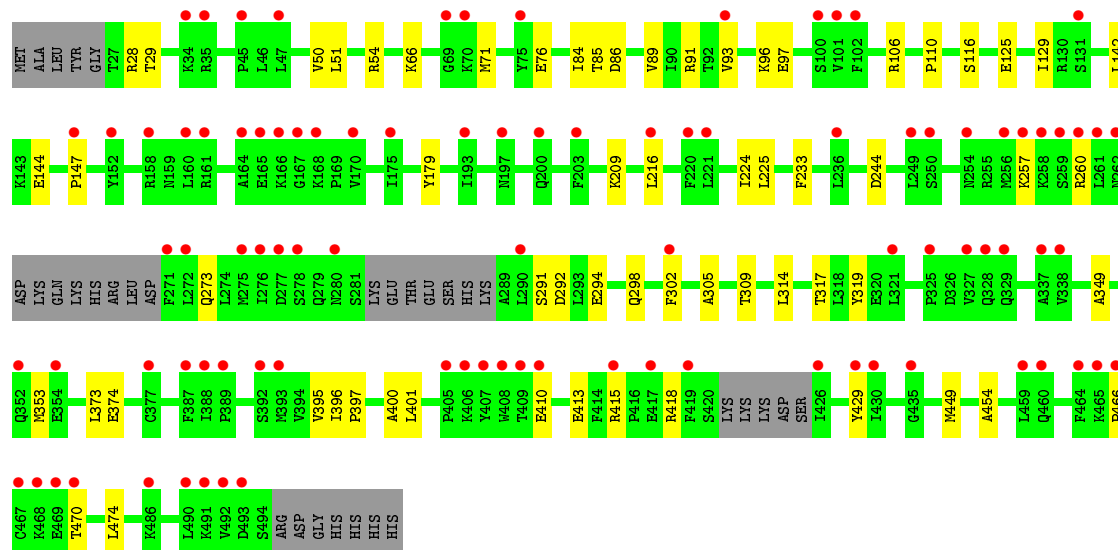 MET ALA LEU TYR GLY T27 R28 T29 K34 R35 P45 L46 L47 V50 L51 R54 K66 G69 K70 M71 Y75 E76 I84 T85 D86 V89 I90 R91 T92 V93 K96 E97 S100 V101 F102 R106 P110 S116 E125 I129 R130 S131 L142
K143 E144 P147 Y152 R158 N159 L160 R161 A164 E165 K166 G167 K168 P169 V170 I175 Y179 I193 N197 Q200 F203 K209 L216 F220 L221 I224 L225 F233 L236 D244 L249 S250 N254 R255 M256 K257 K258 S259 R260 L261 N262
ASP LYS GLN LYS HIS ARG LEU ASP F271 L272 Q273 L274 M275 I276 D277 S278 Q279 N280 S281 LYS GLU THR GLU SER HIS LYS A289 L290 S291 D292 L293 E294 Q298 F302 A305 T309 L314 T317 L318 Y319 E320 L321 P325 D326 V327 Q328 Q329 A337 V338 A349
Q352 M353 E354 L373 E374 C377 F387 I388 P389 S392 M393 V394 V395 I396 P397 A400 L401 P405 K406 Y407 W408 T409 E410 E413 F414 R415 P416 E417 R418 F419 S420 LYS LYS LYS ASP SER I426 Y429 I430 G435 M449 A454 L459 Q460 F464 K465 R466
C467 K468 E469 T470 L474 K486 L490 K491 V492 D493 S494 ARG ASP GLY HIS HIS HIS HIS